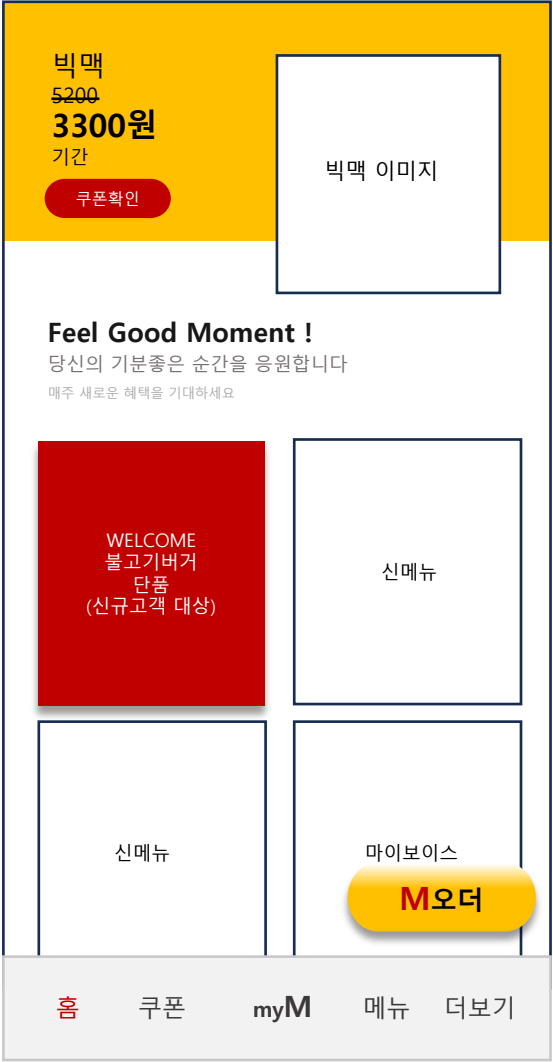 빅맥
5200
3300원
기간
쿠폰확인
빅맥 이미지
Feel Good Moment !
당신의 기분좋은 순간을 응원합니다
매주 새로운 혜택을 기대하세요
WELCOME
불고기버거
단품
(신규고객 대상)
신메뉴
신메뉴
마이보이스
M오더
홈 쿠폰 myM 메뉴 더보기